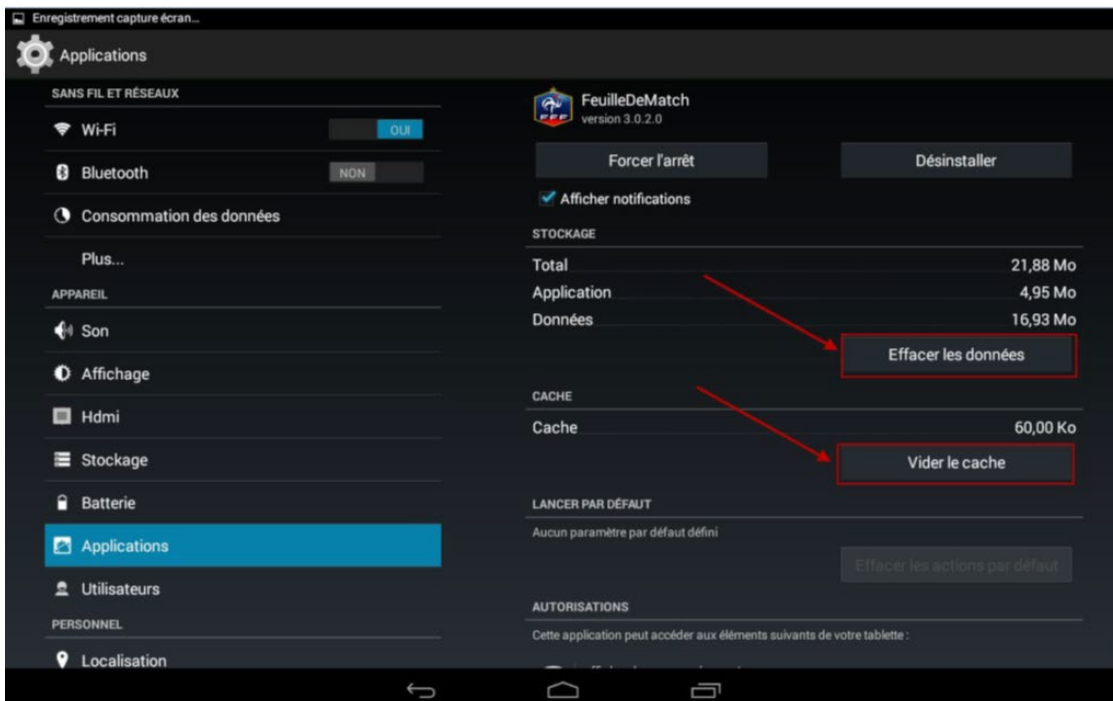 Enregistrement capture écran...
Applications
SANS FIL ET RÉSEAUX
Wi-Fi
OUI
Bluetooth
NON
Consommation des données
Plus...
APPAREIL
Son
Affichage
Hdmi
Stockage
Batterie
Applications
Utilisateurs
PERSONNEL
Localisation
FeuilleDeMatch
version 3.0.2.0
Forcer l'arrêt
Désinstaller
Afficher notifications
STOCKAGE
Total 21,88 Mo
Application 4,95 Mo
Données 16,93 Mo
Effacer les données
CACHE
Cache 60,00 Ko
Vider le cache
LANCER PAR DÉFAUT
Aucun paramètre par défaut défini
Effacer les actions par défaut
AUTORISATIONS
Cette application peut accéder aux éléments suivants de votre tablette :